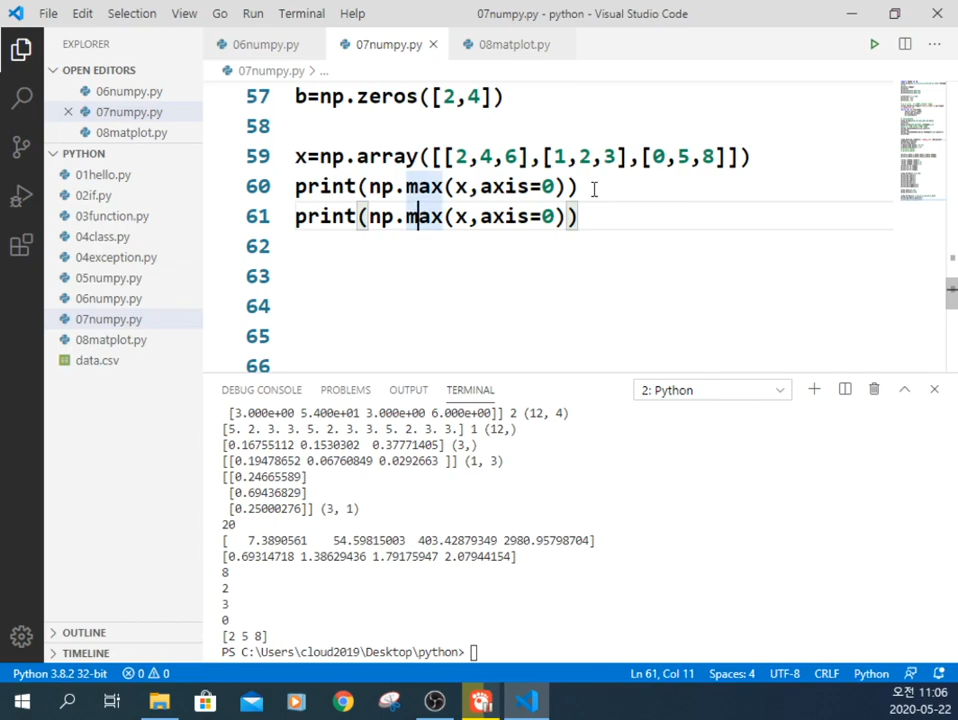 File Edit Selection View Go Run Terminal Help 07numpy.py - python - Visual Studio Code
EXPLORER
OPEN EDITORS
06numpy.py
07numpy.py
08matplot.py
PYTHON
01hello.py
02if.py
03function.py
04class.py
04exception.py
05numpy.py
06numpy.py
07numpy.py
08matplot.py
data.csv
OUTLINE
TIMELINE
06numpy.py 07numpy.py 08matplot.py
07numpy.py > ...
57 b=np.zeros([2,4])
58
59 x=np.array([[2,4,6],[1,2,3],[0,5,8]])
60 print(np.max(x,axis=0))
61 print(np.max(x,axis=0))
62
63
64
65
66
DEBUG CONSOLE PROBLEMS OUTPUT TERMINAL 2: Python
[3.000e+00 5.400e+01 3.000e+00 6.000e+00]] 2 (12, 4)
[5. 2. 3. 3. 5. 2. 3. 3. 5. 2. 3. 3.] 1 (12,)
[0.16755112 0.1530302 0.37771405] (3,)
[[0.19478652 0.06760849 0.0292663 ]] (1, 3)
[[0.24665589]
[0.69436829]
[0.25000276]] (3, 1)
20
[ 7.3890561 54.59815003 403.42879349 2980.95798704]
[0.69314718 1.38629436 1.79175947 2.07944154]
8
2
3
0
[2 5 8]
PS C:\Users\cloud2019\Desktop\python>
Python 3.8.2 32-bit 0 0 Ln 61, Col 11 Spaces: 4 UTF-8 CRLF Python
오전 11:06
2020-05-22